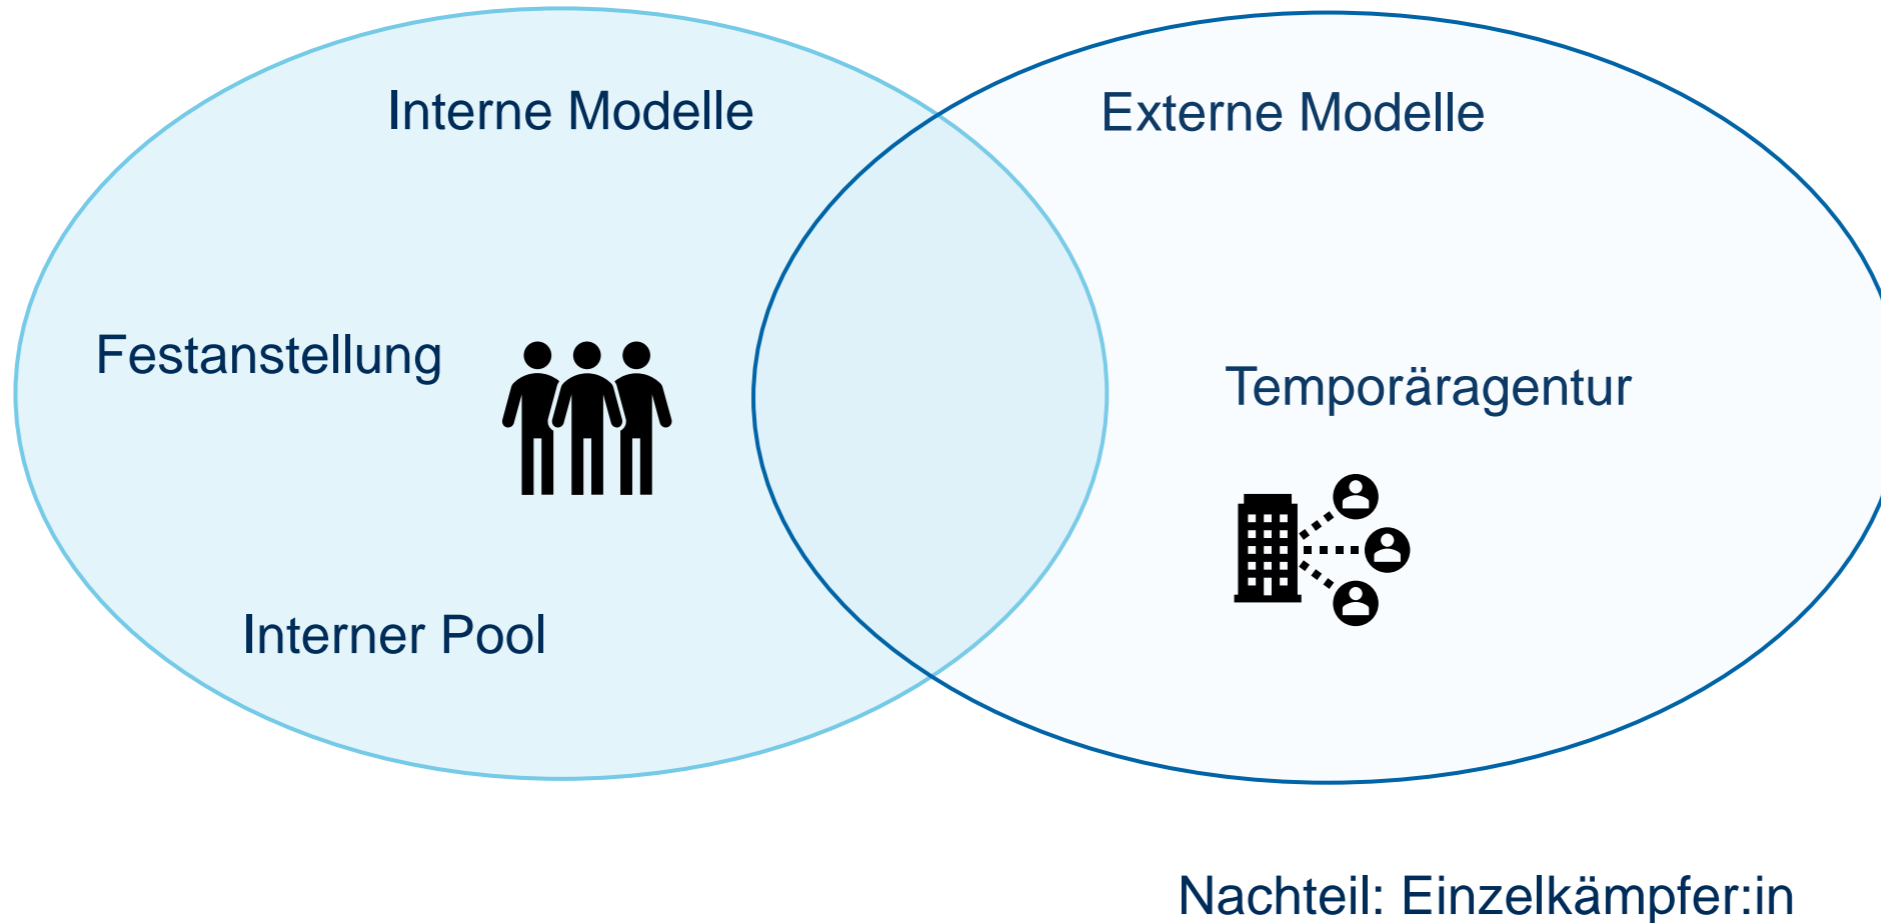 Interne Modelle
Externe Modelle
Festanstellung
Temporäragentur
Interner Pool
Nachteil: Einzelkämpfer:in